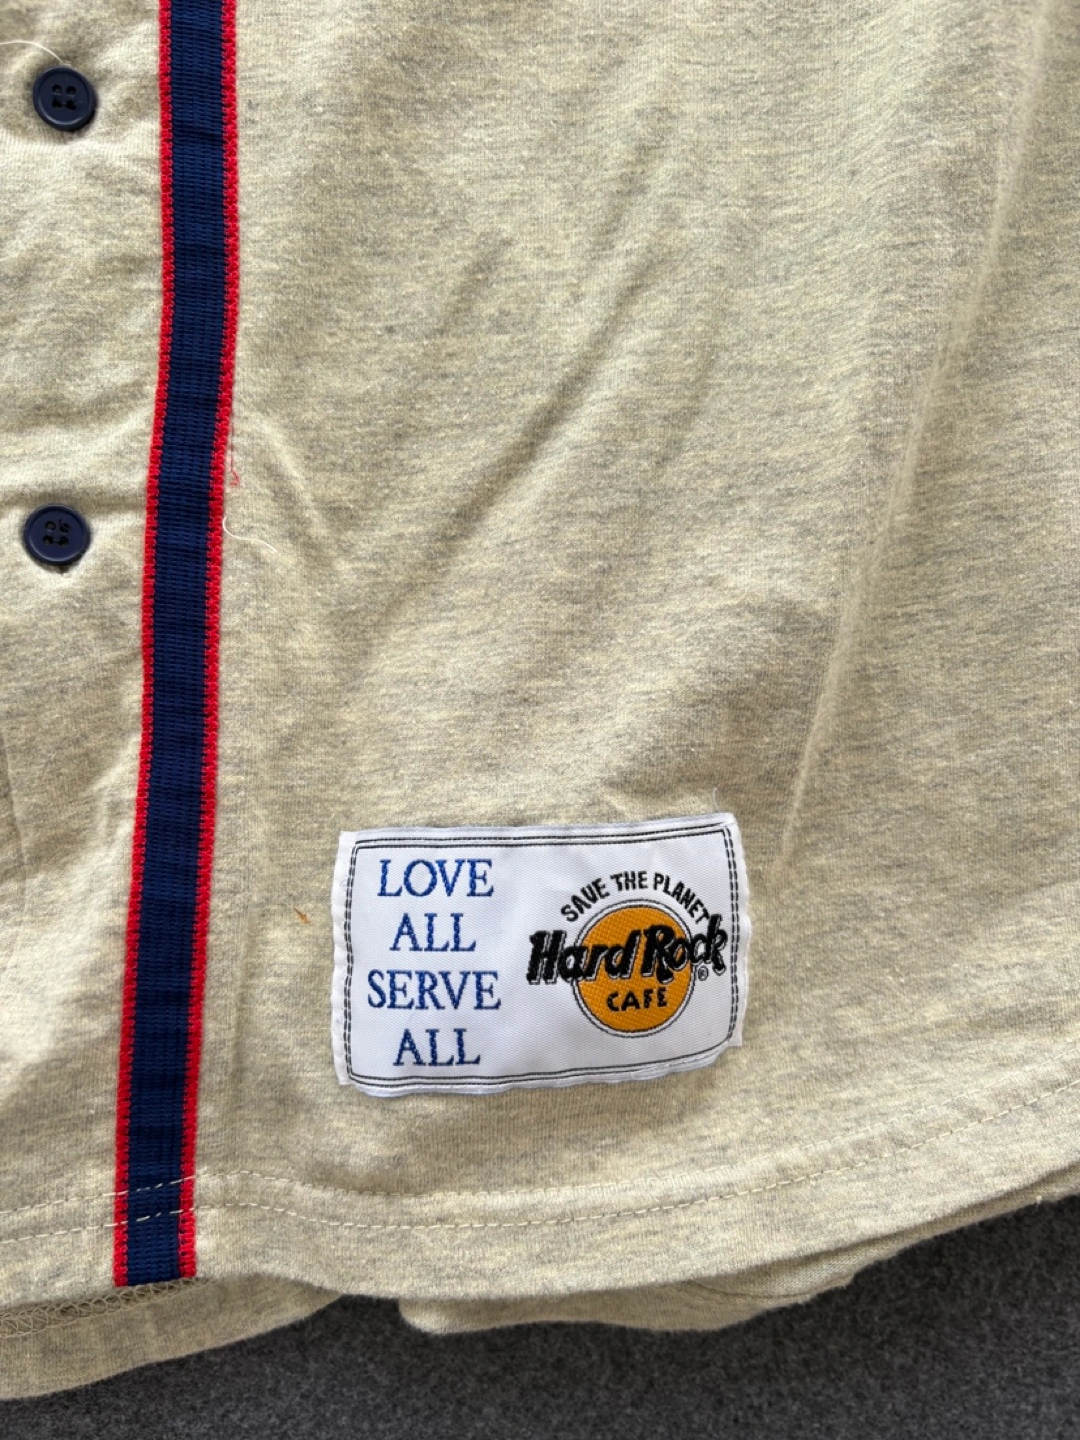 LOVE
ALL
SERVE
ALL
SAVE THE PLANET
Hard Rock
®
CAFE